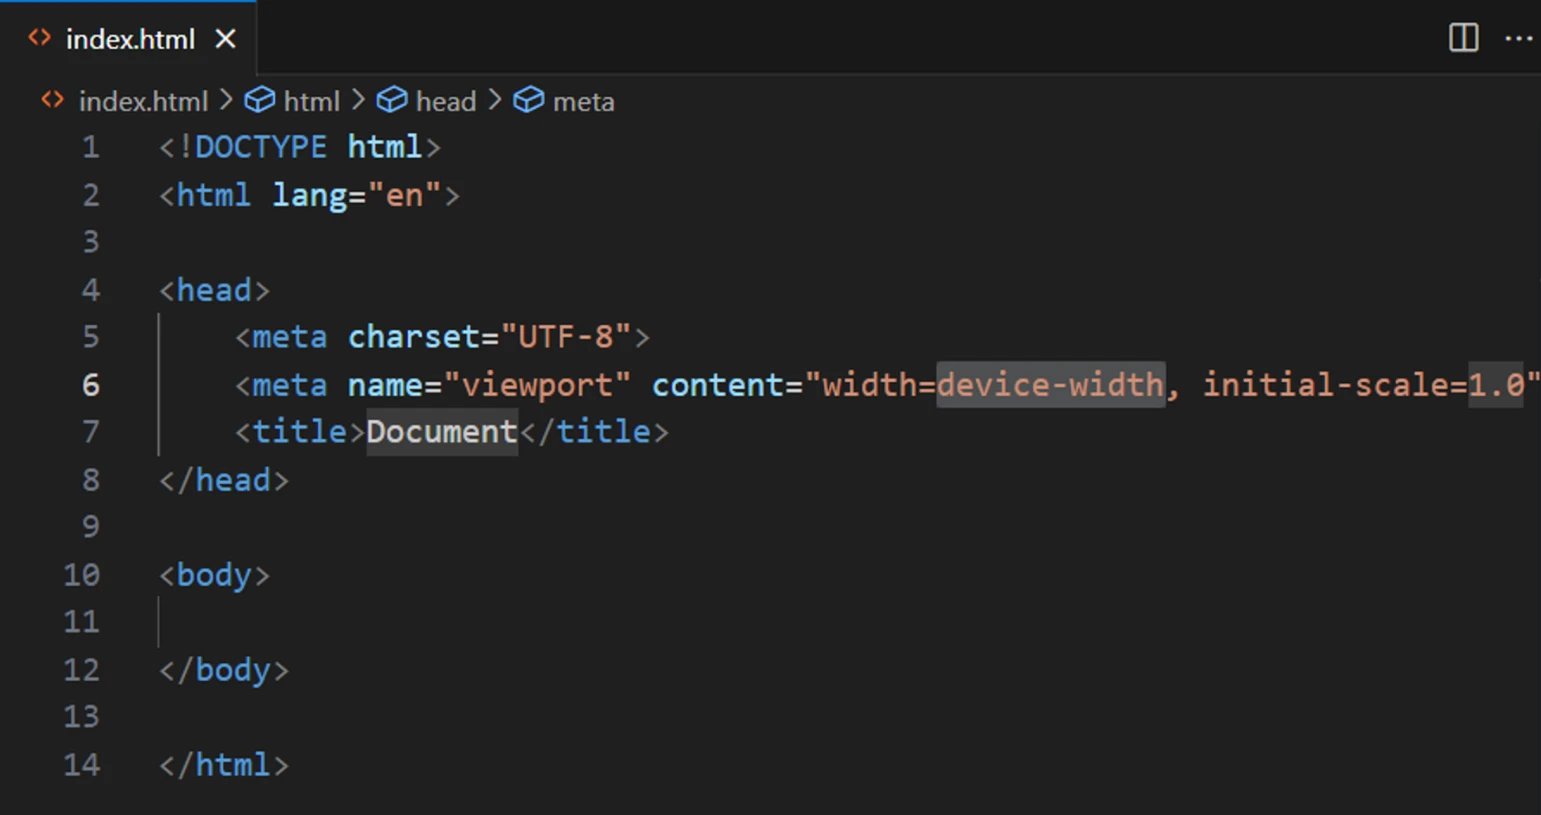 index.html
index.html > html > head > meta
1 <!DOCTYPE html>
2 <html lang="en">
3
4 <head>
5     <meta charset="UTF-8">
6     <meta name="viewport" content="width=device-width, initial-scale=1.0"
7     <title>Document</title>
8 </head>
9
10 <body>
11
12 </body>
13
14 </html>